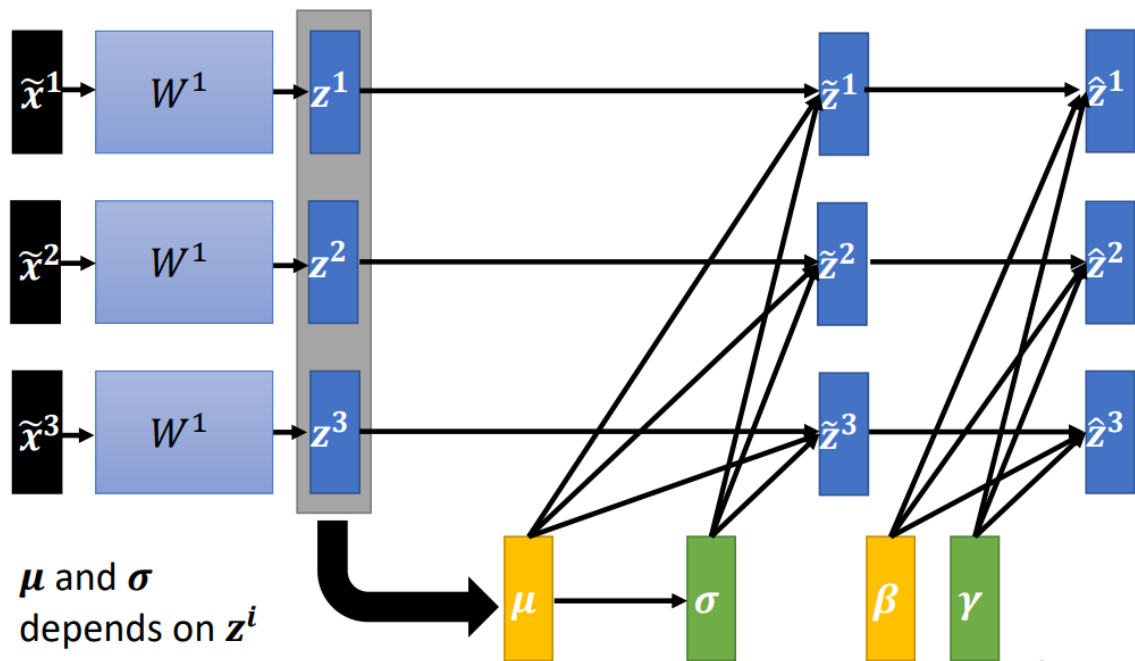 x̃¹ W¹ z¹ z̃¹ ẑ¹
x̃² W¹ z² z̃² ẑ²
x̃³ W¹ z³ z̃³ ẑ³
μ σ β γ
μ and σ
depends on zⁱ